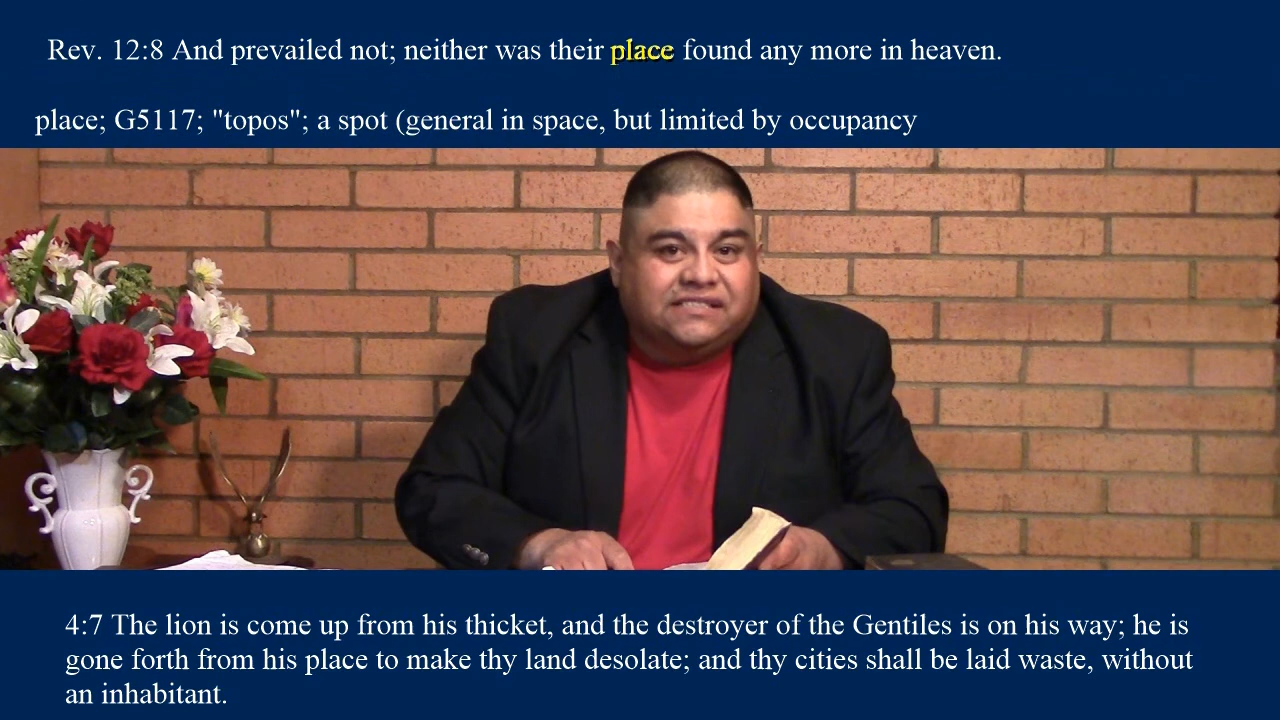 Rev. 12:8 And prevailed not; neither was their place found any more in heaven.
place; G5117; "topos"; a spot (general in space, but limited by occupancy
4:7 The lion is come up from his thicket, and the destroyer of the Gentiles is on his way; he is
gone forth from his place to make thy land desolate; and thy cities shall be laid waste, without
an inhabitant.